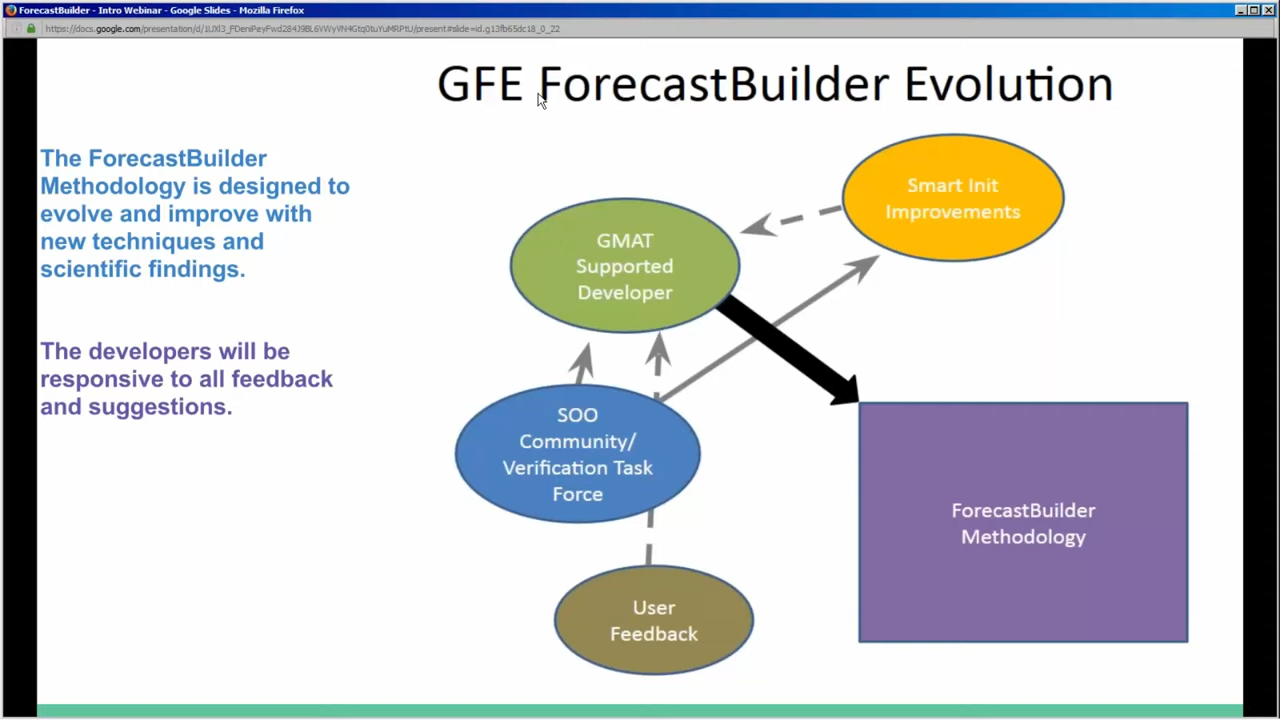 ForecastBuilder - Intro Webinar - Google Slides - Mozilla Firefox
GFE ForecastBuilder Evolution
The ForecastBuilder
Methodology is designed to
evolve and improve with
new techniques and
scientific findings.
The developers will be
responsive to all feedback
and suggestions.
Smart Init
Improvements
GMAT
Supported
Developer
SOO
Community/
Verification Task
Force
ForecastBuilder
Methodology
User
Feedback